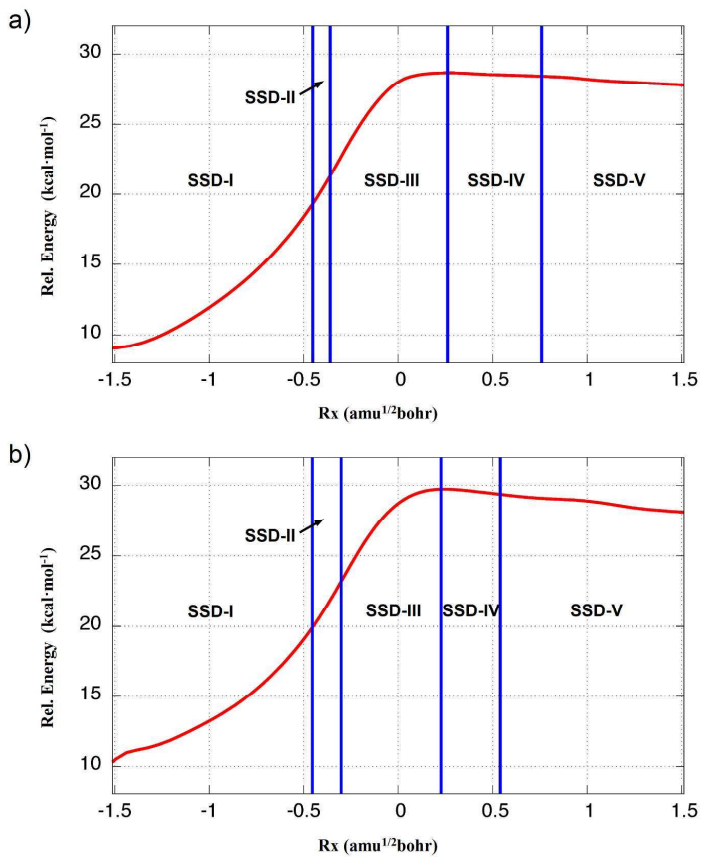 a)
30
25
20
15
10
Rel. Energy (kcal·mol⁻¹)
SSD-I
SSD-II
SSD-III
SSD-IV
SSD-V
-1.5 -1 -0.5 0 0.5 1 1.5
Rx (amu¹/²bohr)
b)
30
25
20
15
10
Rel. Energy (kcal·mol⁻¹)
SSD-I
SSD-II
SSD-III
SSD-IV
SSD-V
-1.5 -1 -0.5 0 0.5 1 1.5
Rx (amu¹/²bohr)